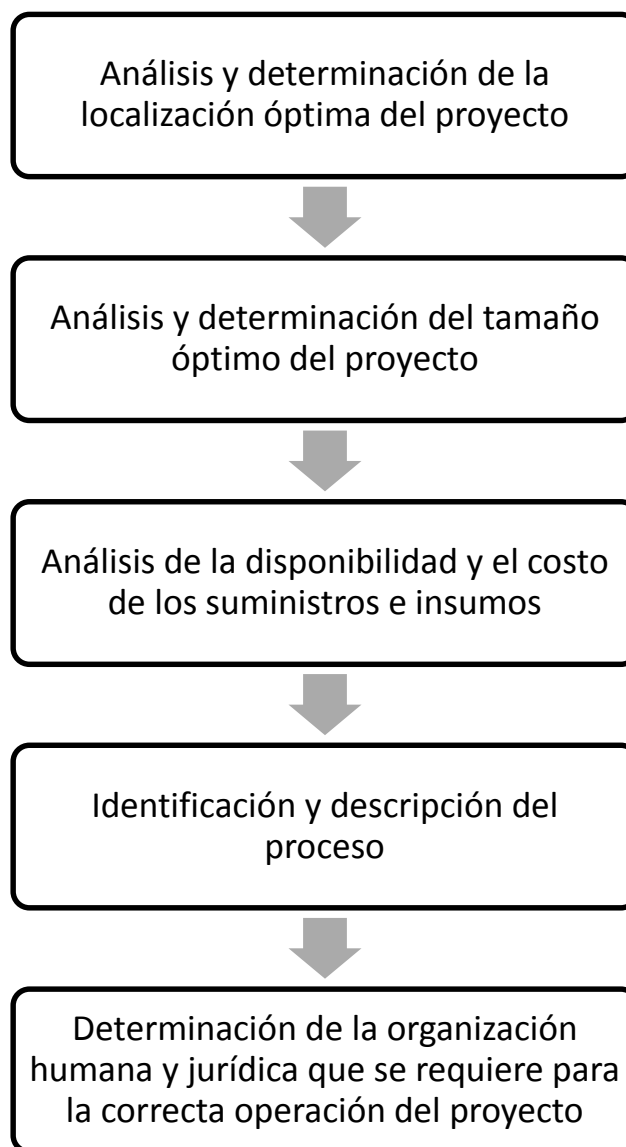 Análisis y determinación de la
localización óptima del proyecto
Análisis y determinación del tamaño
óptimo del proyecto
Análisis de la disponibilidad y el costo
de los suministros e insumos
Identificación y descripción del
proceso
Determinación de la organización
humana y jurídica que se requiere para
la correcta operación del proyecto